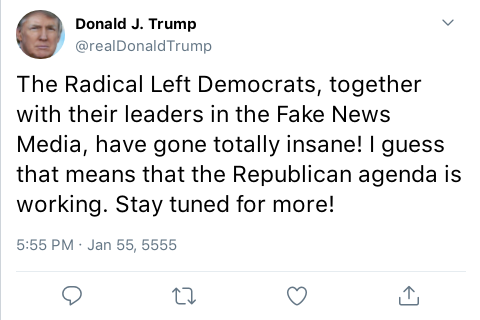 Donald J. Trump
@realDonaldTrump
The Radical Left Democrats, together
with their leaders in the Fake News
Media, have gone totally insane! I guess
that means that the Republican agenda is
working. Stay tuned for more!
5:55 PM · Jan 55, 5555